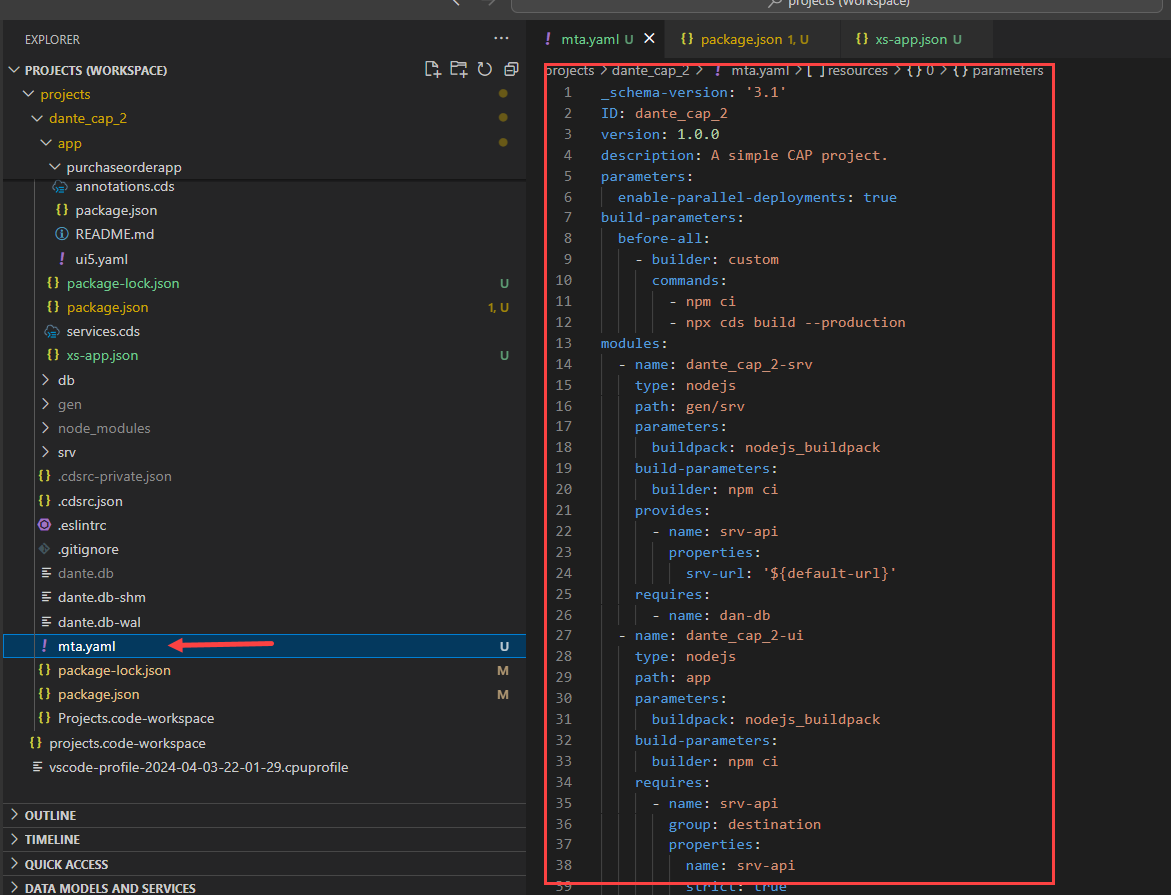 projects (Workspace)
EXPLORER
...
PROJECTS (WORKSPACE)
projects
dante_cap_2
app
purchaseorderapp
annotations.cds
{} package.json
README.md
! ui5.yaml
{} package-lock.json U
{} package.json 1, U
services.cds
{} xs-app.json U
> db
> gen
> node_modules
> srv
{} .cdsrc-private.json
{} .cdsrc.json
.eslintrc
.gitignore
dante.db
dante.db-shm
dante.db-wal
! mta.yaml U
{} package-lock.json M
{} package.json M
{} Projects.code-workspace
{} projects.code-workspace
vscode-profile-2024-04-03-22-01-29.cpuprofile
> OUTLINE
> TIMELINE
> QUICK ACCESS
> DATA MODELS AND SERVICES
! mta.yaml U X {} package.json 1, U {} xs-app.json U
projects > dante_cap_2 > ! mta.yaml > [ ] resources > {} 0 > {} parameters
1 _schema-version: '3.1'
2 ID: dante_cap_2
3 version: 1.0.0
4 description: A simple CAP project.
5 parameters:
6 enable-parallel-deployments: true
7 build-parameters:
8 before-all:
9 - builder: custom
10 commands:
11 - npm ci
12 - npx cds build --production
13 modules:
14 - name: dante_cap_2-srv
15 type: nodejs
16 path: gen/srv
17 parameters:
18 buildpack: nodejs_buildpack
19 build-parameters:
20 builder: npm ci
21 provides:
22 - name: srv-api
23 properties:
24 srv-url: '${default-url}'
25 requires:
26 - name: dan-db
27 - name: dante_cap_2-ui
28 type: nodejs
29 path: app
30 parameters:
31 buildpack: nodejs_buildpack
32 build-parameters:
33 builder: npm ci
34 requires:
35 - name: srv-api
36 group: destination
37 properties:
38 name: srv-api
39 strict: true